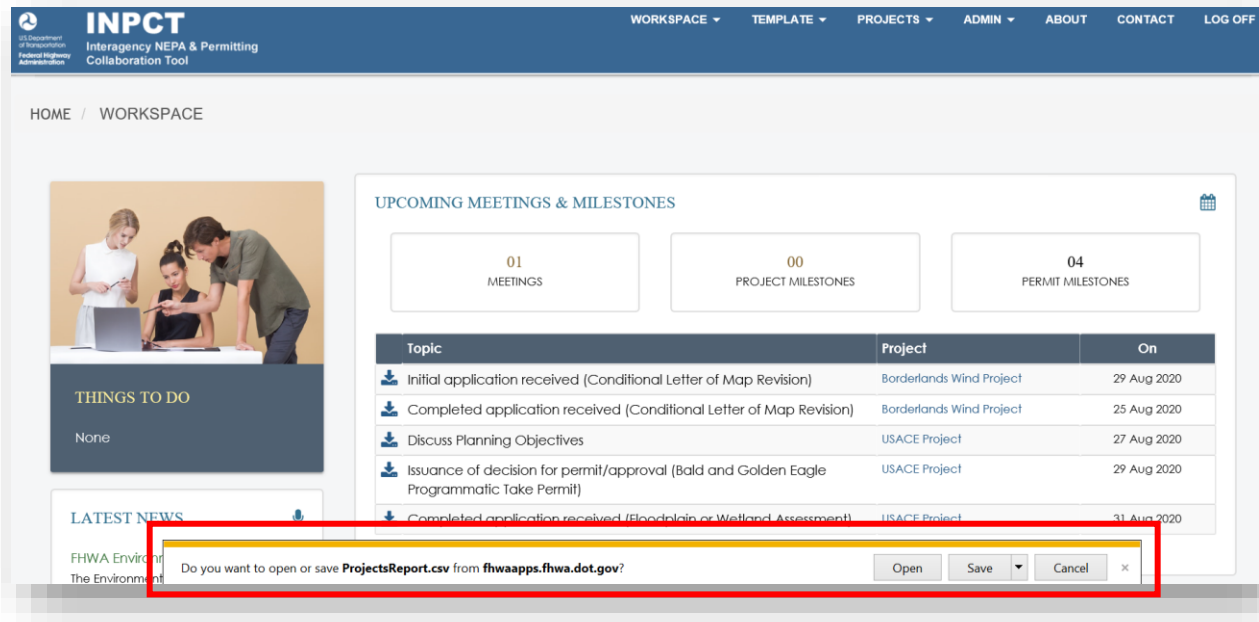 US Department
of Transportation
Federal Highway
Administration
INPCT
Interagency NEPA & Permitting
Collaboration Tool
WORKSPACE TEMPLATE PROJECTS ADMIN ABOUT CONTACT LOG OFF
HOME / WORKSPACE
THINGS TO DO
None
LATEST NEWS
FHWA Environ
The Environment
UPCOMING MEETINGS & MILESTONES
01
MEETINGS
00
PROJECT MILESTONES
04
PERMIT MILESTONES
Topic Project On
Initial application received (Conditional Letter of Map Revision) Borderlands Wind Project 29 Aug 2020
Completed application received (Conditional Letter of Map Revision) Borderlands Wind Project 25 Aug 2020
Discuss Planning Objectives USACE Project 27 Aug 2020
Issuance of decision for permit/approval (Bald and Golden Eagle
Programmatic Take Permit) USACE Project 29 Aug 2020
Completed application received (Floodplain or Wetland Assessment) USACE Project 31 Aug 2020
Do you want to open or save ProjectsReport.csv from fhwaapps.fhwa.dot.gov? Open Save Cancel ×